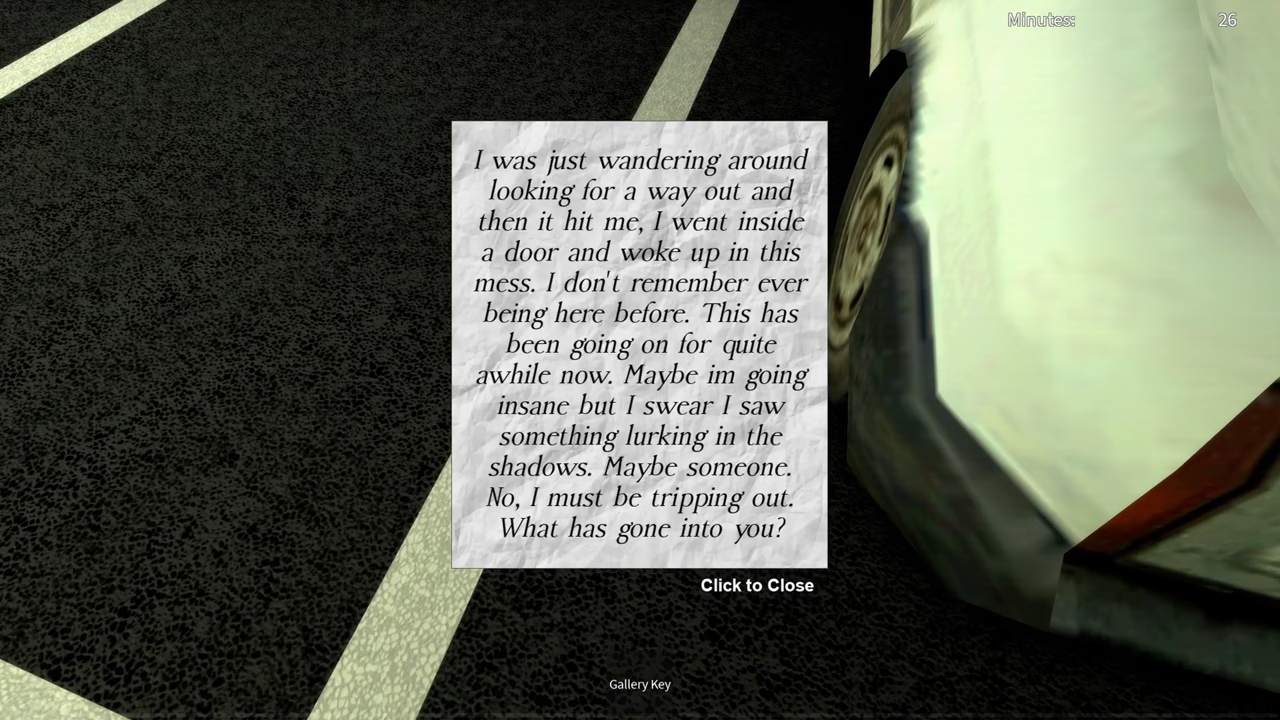 Minutes: 26
I was just wandering around
looking for a way out and
then it hit me, I went inside
a door and woke up in this
mess. I don't remember ever
being here before. This has
been going on for quite
awhile now. Maybe im going
insane but I swear I saw
something lurking in the
shadows. Maybe someone.
No, I must be tripping out.
What has gone into you?
Click to Close
Gallery Key